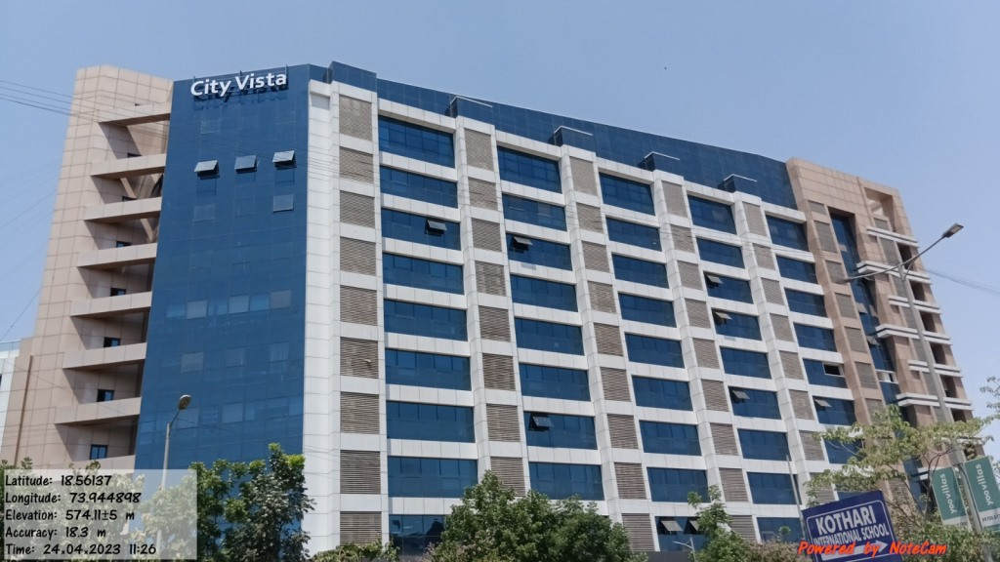 City Vista
KOTHARI
INTERNATIONAL SCHOOL
Latitude: 18.56137
Longitude: 73.944898
Elevation: 574.11±5 m
Accuracy: 18.3 m
Time: 24.04.2023 11:26
Powered by NoteCam